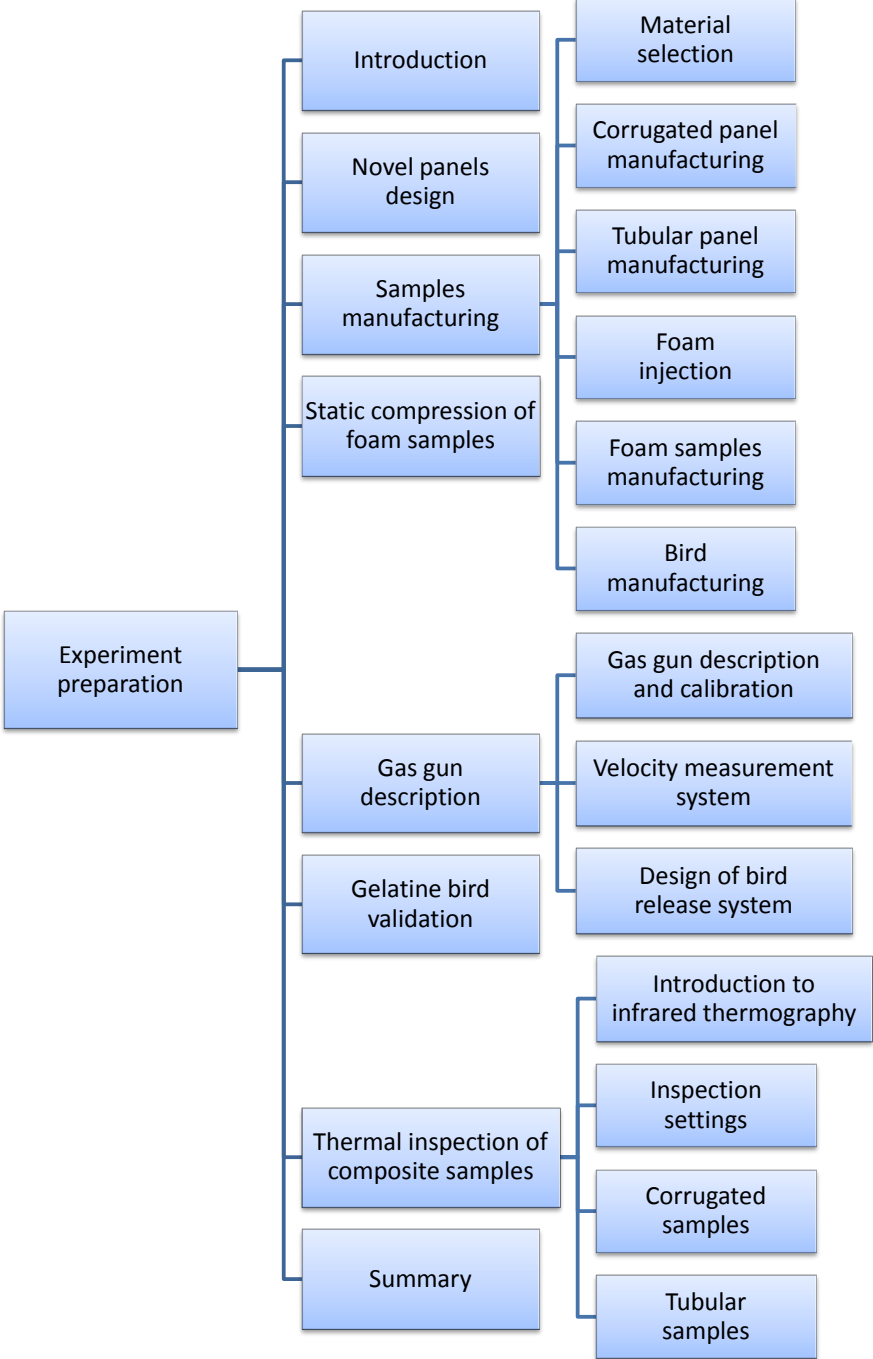 Experiment
preparation
Introduction
Novel panels
design
Samples
manufacturing
Material
selection
Corrugated panel
manufacturing
Tubular panel
manufacturing
Foam
injection
Foam samples
manufacturing
Bird
manufacturing
Static compression of
foam samples
Gas gun
description
Gas gun description
and calibration
Velocity measurement
system
Design of bird
release system
Gelatine bird
validation
Thermal inspection of
composite samples
Introduction to
infrared thermography
Inspection
settings
Corrugated
samples
Tubular
samples
Summary